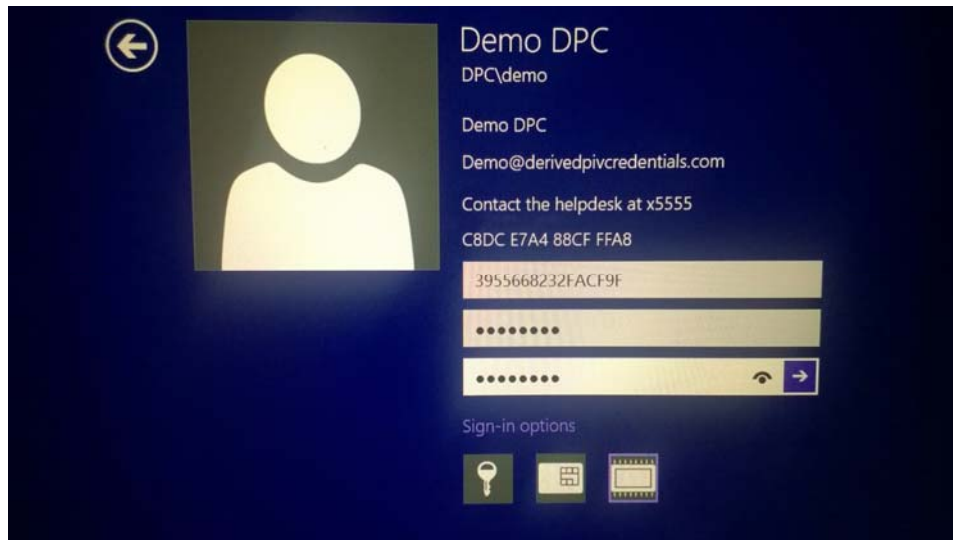 Demo DPC
DPC\demo
Demo DPC
Demo@derivedpivcredentials.com
Contact the helpdesk at x5555
C8DC E7A4 88CF FFA8
3955668232FACF9F
●●●●●●●●
●●●●●●●●
Sign-in options